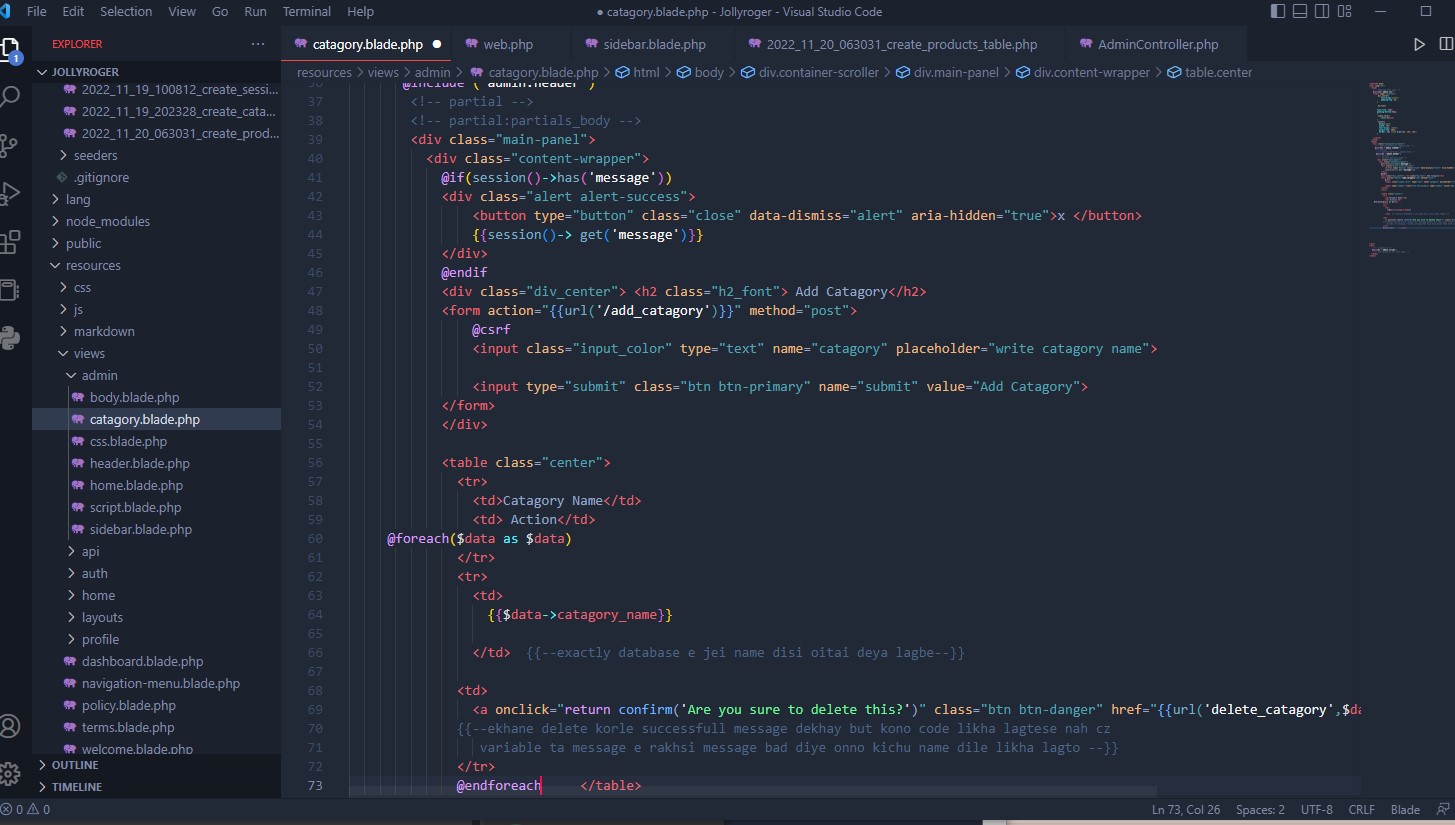 File Edit Selection View Go Run Terminal Help
● catagory.blade.php - Jollyroger - Visual Studio Code
EXPLORER ···
catagory.blade.php ●
web.php
sidebar.blade.php
2022_11_20_063031_create_products_table.php
AdminController.php
1
JOLLYROGER
resources > views > admin > catagory.blade.php > html > body > div.container-scroller > div.main-panel > div.content-wrapper > table.center
2022_11_19_100812_create_sessi...
2022_11_19_202328_create_cata...
2022_11_20_063031_create_prod...
seeders
.gitignore
lang
node_modules
public
resources
css
js
markdown
views
admin
body.blade.php
catagory.blade.php
css.blade.php
header.blade.php
home.blade.php
script.blade.php
sidebar.blade.php
api
auth
home
layouts
profile
dashboard.blade.php
navigation-menu.blade.php
policy.blade.php
terms.blade.php
welcome.blade.php
OUTLINE
TIMELINE
36 @include ( admin.header )
37 <!-- partial -->
38 <!-- partial:partials_body -->
39 <div class="main-panel">
40 <div class="content-wrapper">
41 @if(session()->has('message'))
42 <div class="alert alert-success">
43 <button type="button" class="close" data-dismiss="alert" aria-hidden="true">x </button>
44 {{session()-> get('message')}}
45 </div>
46 @endif
47 <div class="div_center"> <h2 class="h2_font"> Add Catagory</h2>
48 <form action="{{url('/add_catagory')}}" method="post">
49 @csrf
50 <input class="input_color" type="text" name="catagory" placeholder="write catagory name">
51
52 <input type="submit" class="btn btn-primary" name="submit" value="Add Catagory">
53 </form>
54 </div>
55
56 <table class="center">
57 <tr>
58 <td>Catagory Name</td>
59 <td> Action</td>
60 @foreach($data as $data)
61 </tr>
62 <tr>
63 <td>
64 {{$data->catagory_name}}
65
66 </td> {{--exactly database e jei name disi oitai deya lagbe--}}
67
68 <td>
69 <a onclick="return confirm('Are you sure to delete this?')" class="btn btn-danger" href="{{url('delete_catagory',$da
70 {{--ekhane delete korle successfull message dekhay but kono code likha lagtese nah cz
71 variable ta message e rakhsi message bad diye onno kichu name dile likha lagto --}}
72 </tr>
73 @endforeach </table>
0 0
Ln 73, Col 26 Spaces: 2 UTF-8 CRLF Blade